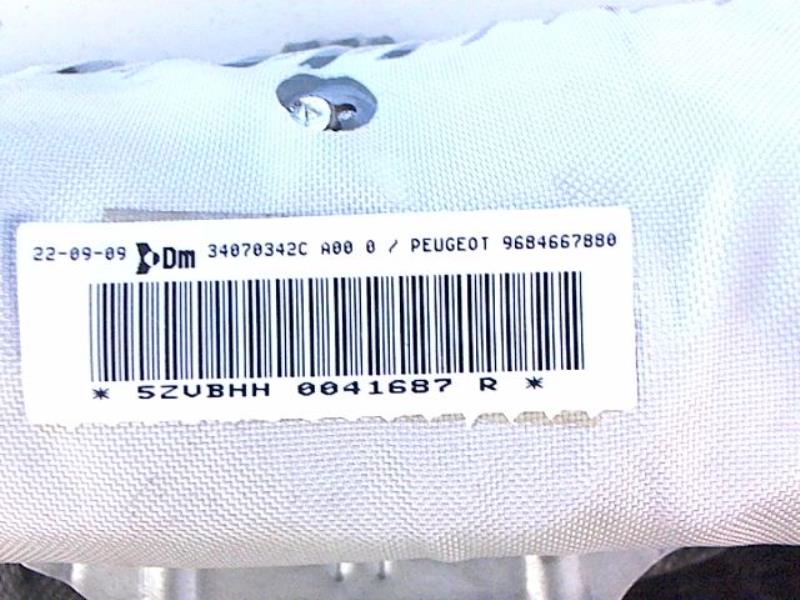 22-09-09 Dm 34070342C A00 0 / PEUGEOT 9684667880
* 5ZVBHH 0041687 R *